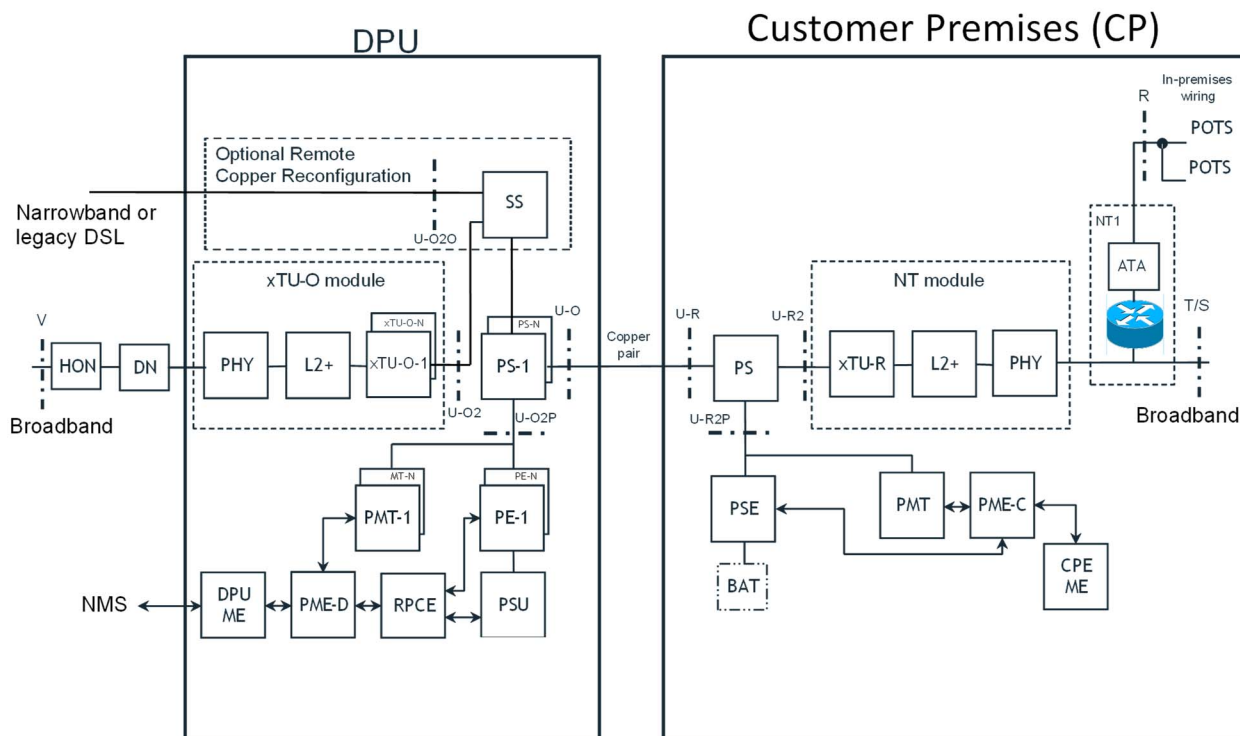 DPU
Customer Premises (CP)
In-premises
wiring
R
POTS
POTS
Optional Remote
Copper Reconfiguration
SS
Narrowband or
legacy DSL
U-O2O
NT1
ATA
xTU-O module
NT module
V
HON
DN
PHY
L2+
xTU-O-N
xTU-O-1
U-O2
PS-N
PS-1
U-O
Copper
pair
U-R
PS
U-R2
xTU-R
L2+
PHY
T/S
Broadband
Broadband
U-O2P
U-R2P
MT-N
PMT-1
PE-N
PE-1
PSE
PMT
PME-C
BAT
CPE
ME
NMS
DPU
ME
PME-D
RPCE
PSU